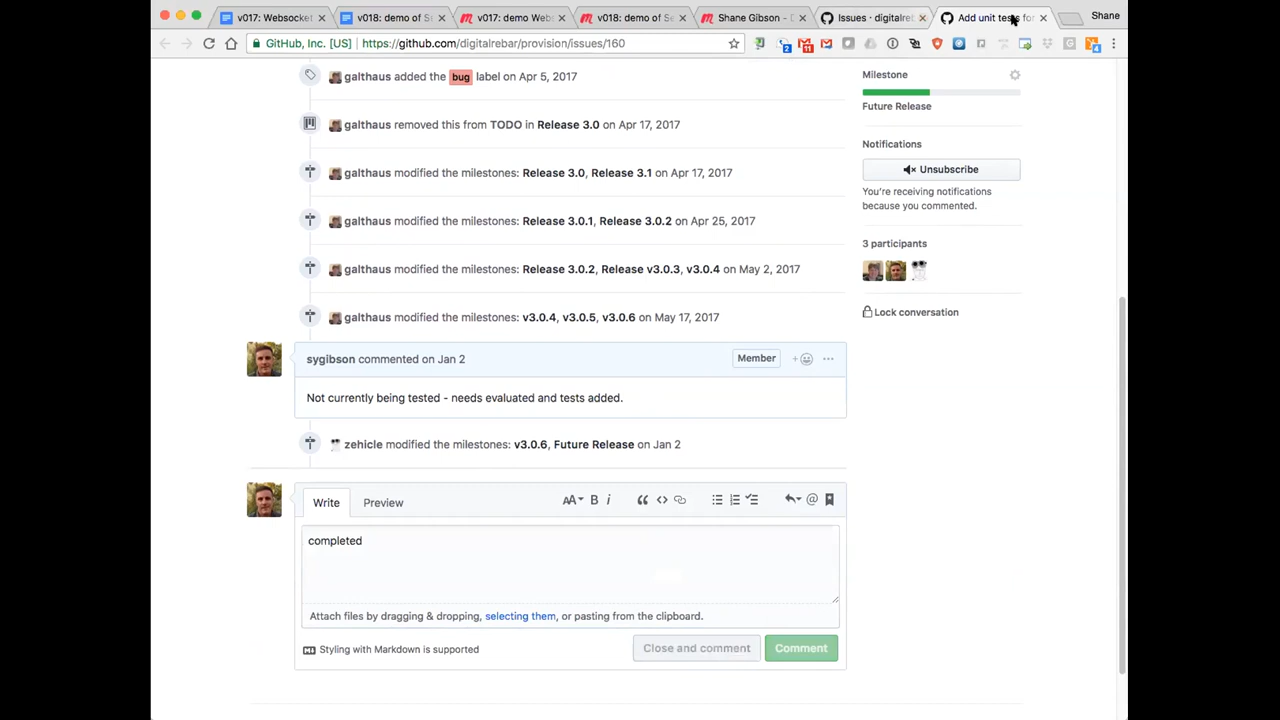 v017: Websocket
v018: demo of S
v017: demo Web
v018: demo of Se
Shane Gibson - D
Issues · digitalreb
Add unit tests for
Shane
GitHub, Inc. [US] | https://github.com/digitalrebar/provision/issues/160
2
11
4
galthaus added the bug label on Apr 5, 2017
galthaus removed this from TODO in Release 3.0 on Apr 17, 2017
galthaus modified the milestones: Release 3.0, Release 3.1 on Apr 17, 2017
galthaus modified the milestones: Release 3.0.1, Release 3.0.2 on Apr 25, 2017
galthaus modified the milestones: Release 3.0.2, Release v3.0.3, v3.0.4 on May 2, 2017
galthaus modified the milestones: v3.0.4, v3.0.5, v3.0.6 on May 17, 2017
sygibson commented on Jan 2
Member
Not currently being tested - needs evaluated and tests added.
zehicle modified the milestones: v3.0.6, Future Release on Jan 2
Write
Preview
AA B i
completed
Attach files by dragging & dropping, selecting them, or pasting from the clipboard.
Styling with Markdown is supported
Close and comment
Comment
Milestone
Future Release
Notifications
Unsubscribe
You're receiving notifications
because you commented.
3 participants
Lock conversation